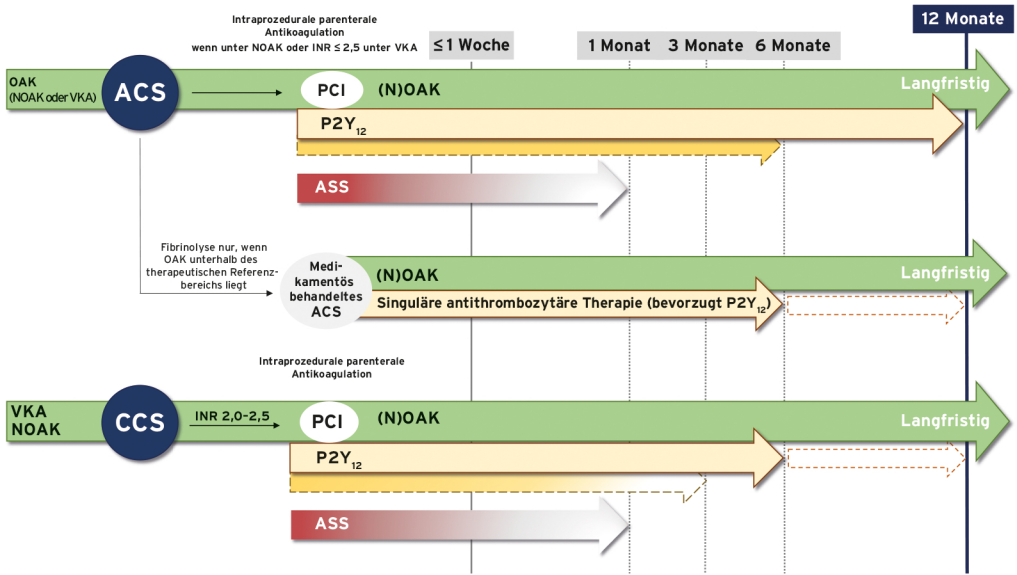 Intraprozedurale parenterale
Antikoagulation
wenn unter NOAK oder INR ≤ 2,5 unter VKA
≤ 1 Woche
1 Monat
3 Monate
6 Monate
12 Monate
OAK
(NOAK oder VKA)
ACS
PCI
(N)OAK
Langfristig
P2Y₁₂
ASS
Fibrinolyse nur, wenn
OAK unterhalb des
therapeutischen Referenz-
bereichs liegt
Medi-
kamentös
behandeltes
ACS
(N)OAK
Langfristig
Singuläre antithrombozytäre Therapie (bevorzugt P2Y₁₂)
Intraprozedurale parenterale
Antikoagulation
VKA
NOAK
CCS
INR 2,0-2,5
PCI
(N)OAK
Langfristig
P2Y₁₂
ASS